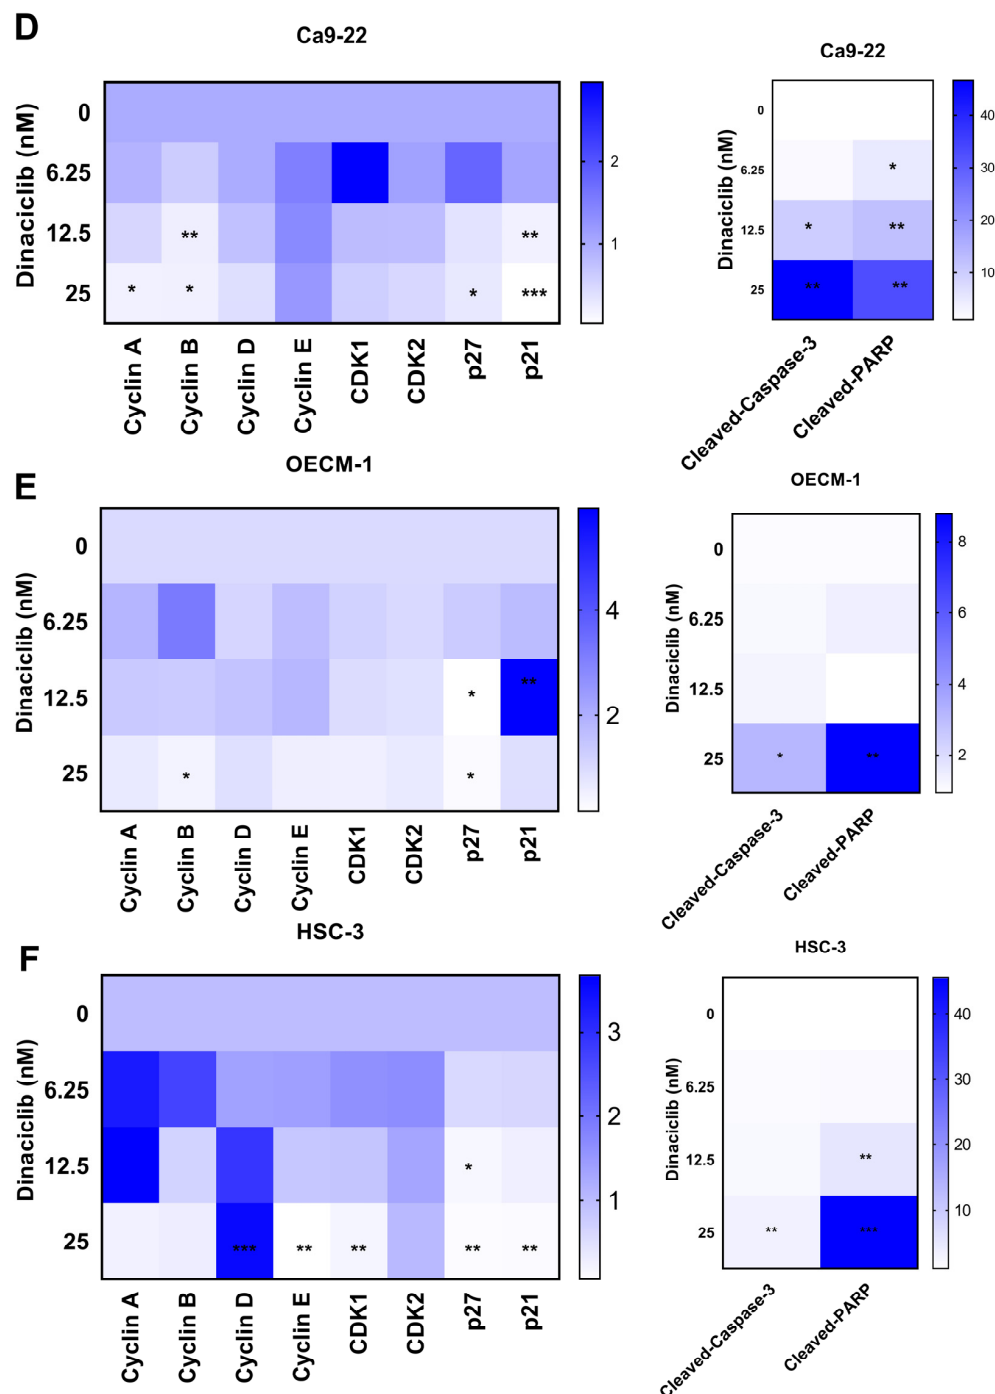 D
Ca9-22
Dinaciclib (nM)
0
6.25
12.5
25
**
**
*
*
*
***
2
1
Cyclin A
Cyclin B
Cyclin D
Cyclin E
CDK1
CDK2
p27
p21
Ca9-22
Dinaciclib (nM)
0
6.25
12.5
25
*
*
**
**
**
40
30
20
10
Cleaved-Caspase-3
Cleaved-PARP
E
OECM-1
Dinaciclib (nM)
0
6.25
12.5
25
*
**
*
*
4
2
Cyclin A
Cyclin B
Cyclin D
Cyclin E
CDK1
CDK2
p27
p21
OECM-1
Dinaciclib (nM)
0
6.25
12.5
25
*
**
8
6
4
2
Cleaved-Caspase-3
Cleaved-PARP
F
HSC-3
Dinaciclib (nM)
0
6.25
12.5
25
*
***
**
**
**
**
3
2
1
Cyclin A
Cyclin B
Cyclin D
Cyclin E
CDK1
CDK2
p27
p21
HSC-3
Dinaciclib (nM)
0
6.25
12.5
25
**
**
***
40
30
20
10
Cleaved-Caspase-3
Cleaved-PARP